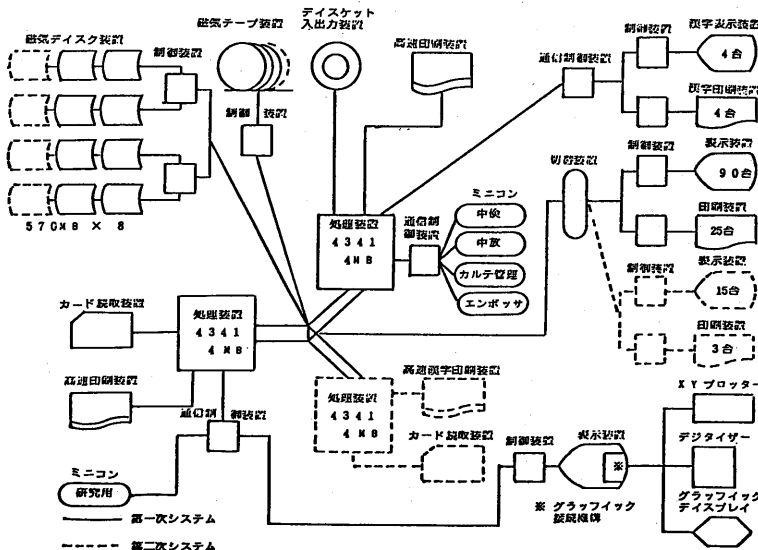 磁気ディスク装置
制御装置
570MB × 8
磁気テープ装置
制御装置
ディスケット
入出力装置
高速印刷装置
通信制御装置
制御装置
漢字表示装置
4台
制御装置
漢字印刷装置
4台
切替装置
制御装置
表示装置
90台
制御装置
印刷装置
25台
制御装置
表示装置
15台
印刷装置
3台
処理装置
4341
4MB
通信制
御装置
ミニコン
中検
中放
カルテ管理
エンボッサ
カード読取装置
処理装置
4341
4MB
高速印刷装置
通信制御装置
ミニコン
研究用
処理装置
4341
4MB
高速漢字印刷装置
カード読取装置
制御装置
表示装置
※
※ グラッフィック
接続機構
XYプロッター
デジタイザー
グラッフィック
ディスプレイ
第一次システム
第二次システム